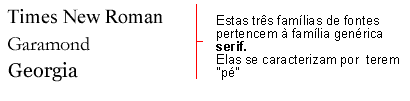 Times New Roman
Garamond
Georgia
Estas três famílias de fontes
pertencem à família genérica
serif.
Elas se caracterizam por terem
"pé"